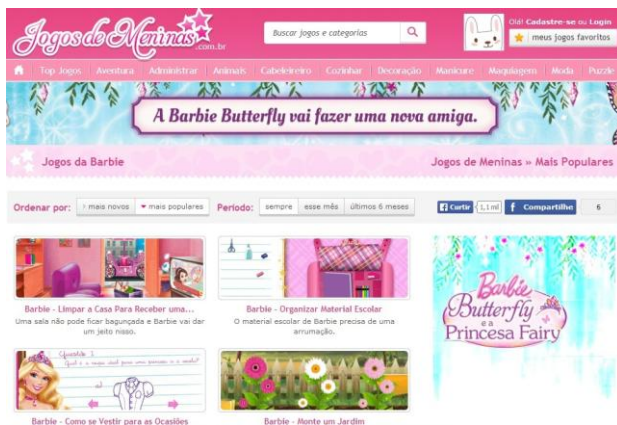 Jogos de Meninas
.com.br
Buscar jogos e categorias
Olá! Cadastre-se ou Login
meus jogos favoritos
Top Jogos Aventura Administrar Animais Cabeleireiro Cozinhar Decoração Manicure Maquiagem Moda Puzzle
A Barbie Butterfly vai fazer uma nova amiga.
Jogos da Barbie
Jogos de Meninas » Mais Populares
Ordenar por: mais novos mais populares Período: sempre esse mês últimos 6 meses
Curtir 1,1 mil Compartilhe 6
Barbie - Limpar a Casa Para Receber uma...
Uma sala não pode ficar bagunçada e Barbie vai dar
um jeito nisso.
Barbie - Organizar Material Escolar
O material escolar de Barbie precisa de uma
arrumação.
Barbie
Butterfly
e a
Princesa Fairy
Questão 1
a)
Barbie - Como se Vestir para as Ocasiões
Barbie - Monte um Jardim